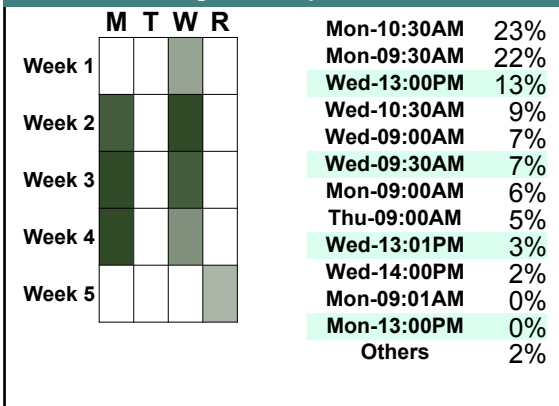 M T W R
Week 1
Week 2
Week 3
Week 4
Week 5
Mon-10:30AM 23%
Mon-09:30AM 22%
Wed-13:00PM 13%
Wed-10:30AM 9%
Wed-09:00AM 7%
Wed-09:30AM 7%
Mon-09:00AM 6%
Thu-09:00AM 5%
Wed-13:01PM 3%
Wed-14:00PM 2%
Mon-09:01AM 0%
Mon-13:00PM 0%
Others 2%